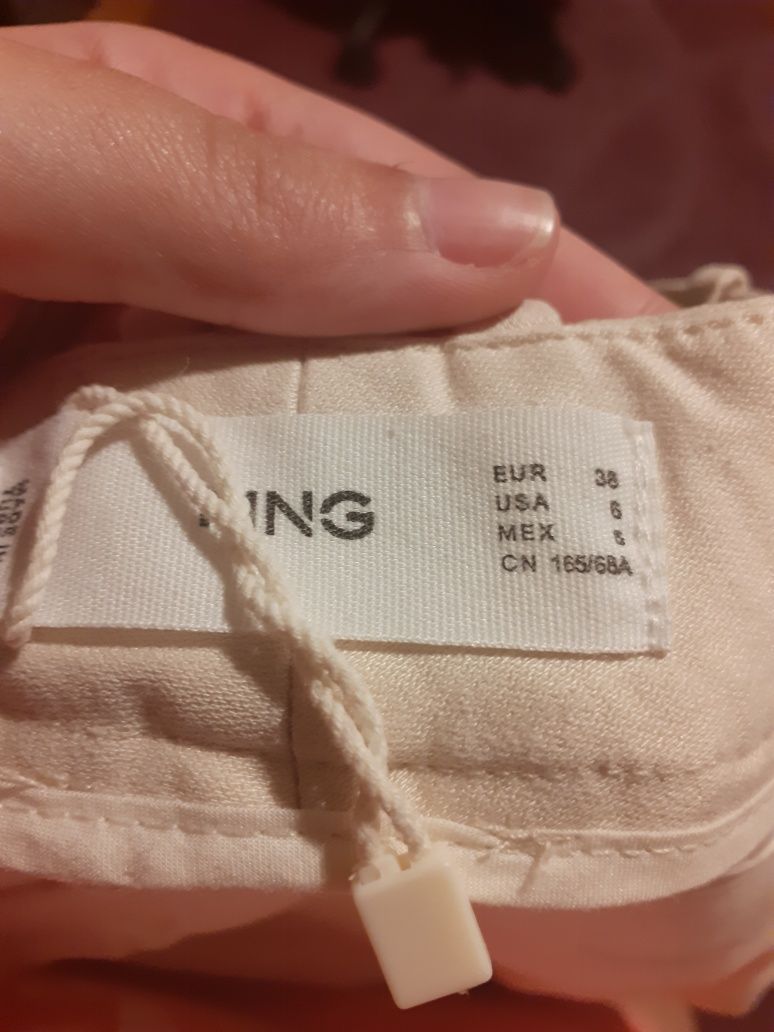 NG
EUR 38
USA 6
MEX
CN 165/68A